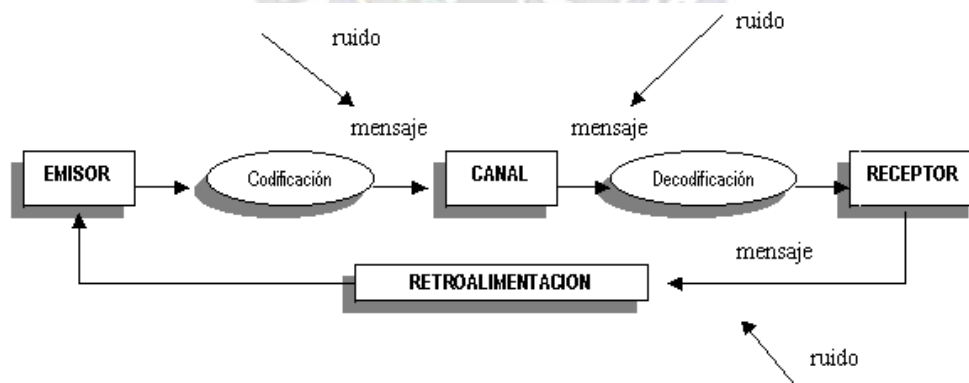 ruido
ruido
mensaje
mensaje
EMISOR
Codificación
CANAL
Decodificación
RECEPTOR
mensaje
RETROALIMENTACION
ruido